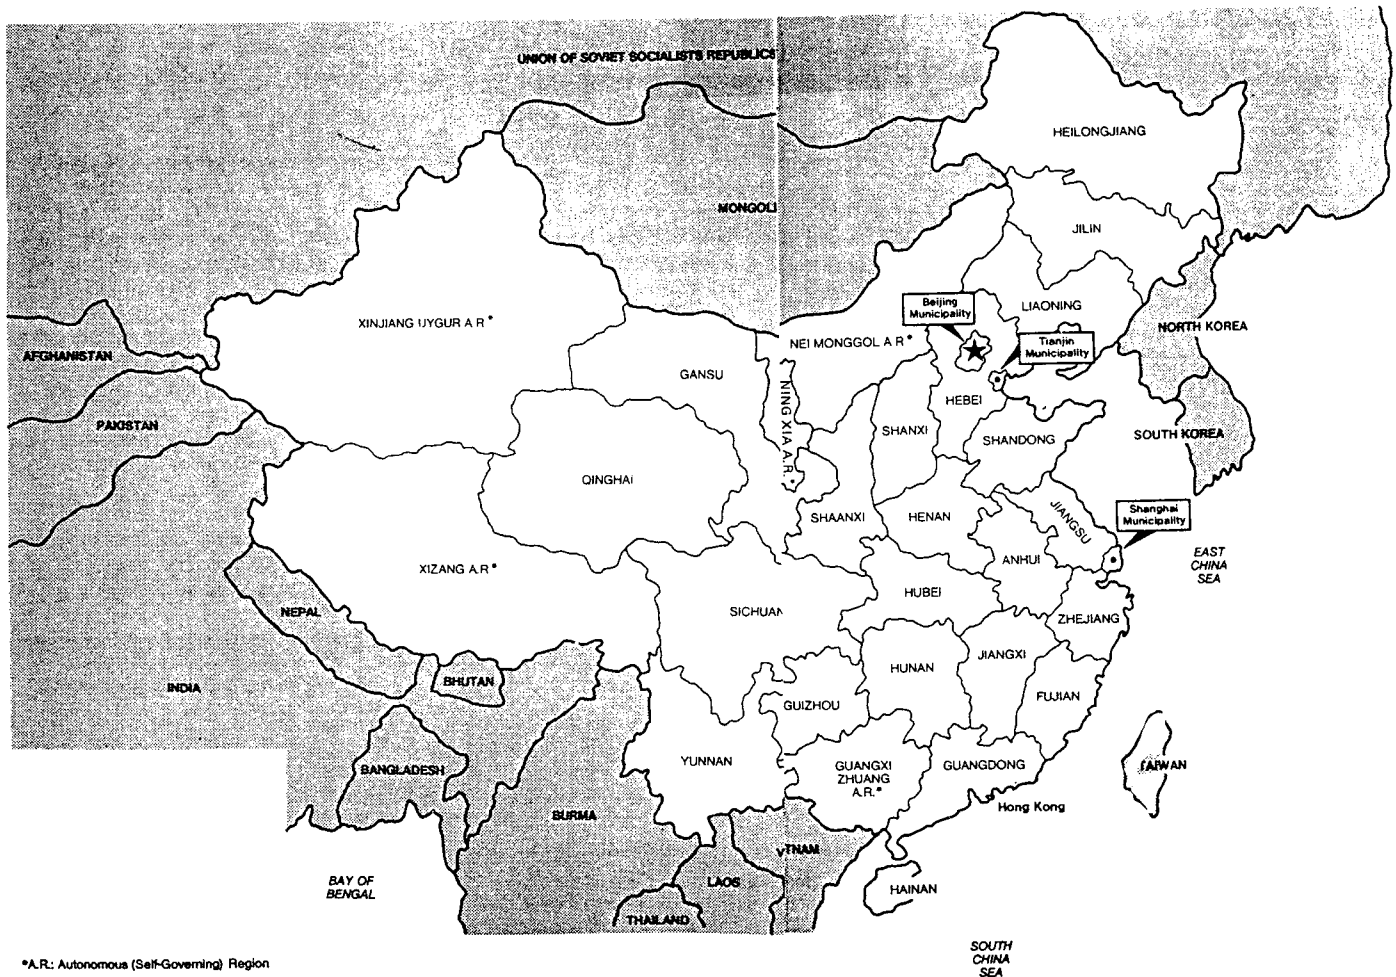 UNION OF SOVIET SOCIALISTS REPUBLICS
HEILONGJIANG
MONGOLI
JILIN
Beijing
Municipality
LIAONING
XINJIANG UYGUR A R*
NORTH KOREA
NEI MONGGOL A R*
Tianjin
Municipality
AFGHANISTAN
GANSU
NING XIA A.R.*
HEBEI
PAKISTAN
SHANXI
SHANDONG
SOUTH KOREA
QINGHAI
SHAANXI
HENAN
JIANGSU
Shanghai
Municipality
EAST
CHINA
SEA
XIZANG A.R*
ANHUI
HUBEI
NEPAL
SICHUAN
ZHEJIANG
JIANGXI
HUNAN
INDIA
BHUTAN
FUJIAN
GUIZHOU
YUNNAN
GUANGXI
ZHUANG
A.R.*
GUANGDONG
TAIWAN
BANGLADESH
Hong Kong
BURMA
VTNAM
BAY OF
BENGAL
LAOS
HAINAN
THAILAND
SOUTH
CHINA
SEA
*A.R.: Autonomous (Self-Governing) Region